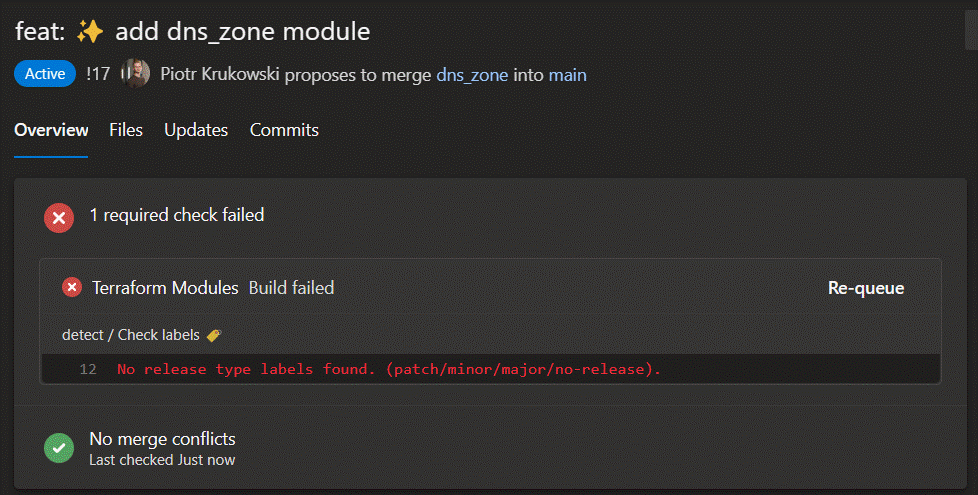 feat: ✨ add dns_zone module
Active !17 Piotr Krukowski proposes to merge dns_zone into main
Overview Files Updates Commits
1 required check failed
Terraform Modules Build failed Re-queue
detect / Check labels 🏷️
12 No release type labels found. (patch/minor/major/no-release).
No merge conflicts
Last checked Just now